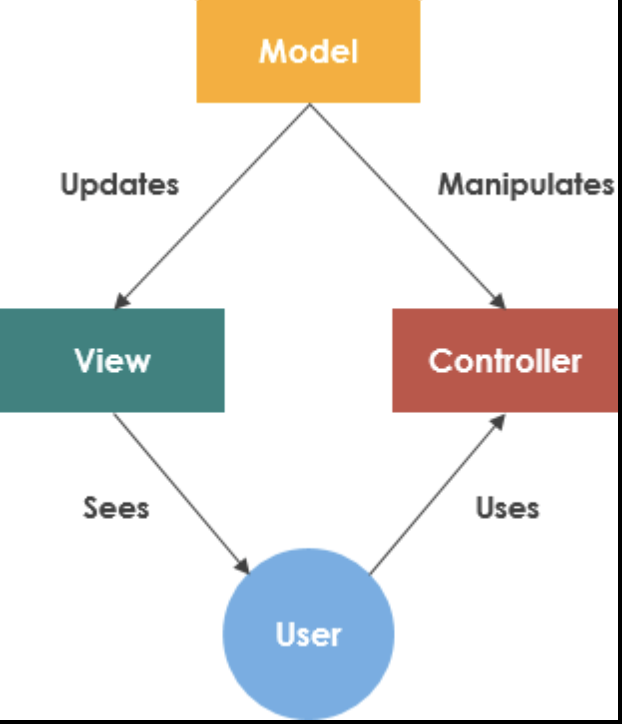 Model
Updates
Manipulates
View
Controller
Sees
Uses
User